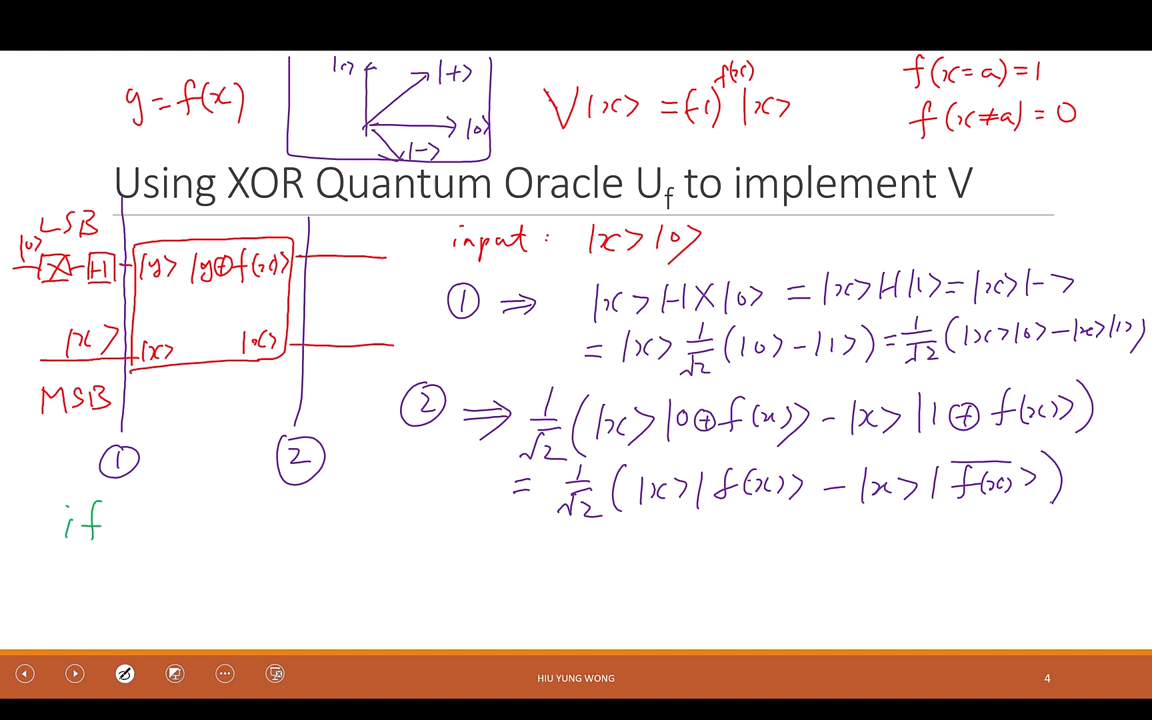 y = f(x)
|1>
|+>
|0>
|->
V|x> = (-1)^f(x) |x>
f(x=a) = 1
f(x≠a) = 0
Using XOR Quantum Oracle U_f to implement V
LSB
|0> X H |y> |y⊕f(x)>
|x> |x> |x>
MSB
① ②
input: |x>|0>
① ⇒ |x> H X |0> = |x> H |1> = |x>|->
= |x> 1/√2 (|0> - |1>) = 1/√2 (|x>|0> - |x>|1>)
② ⇒ 1/√2 (|x>|0⊕f(x)> - |x>|1⊕f(x)>)
= 1/√2 (|x>|f(x)> - |x>|f(x)̅>)
if
HIU YUNG WONG
4